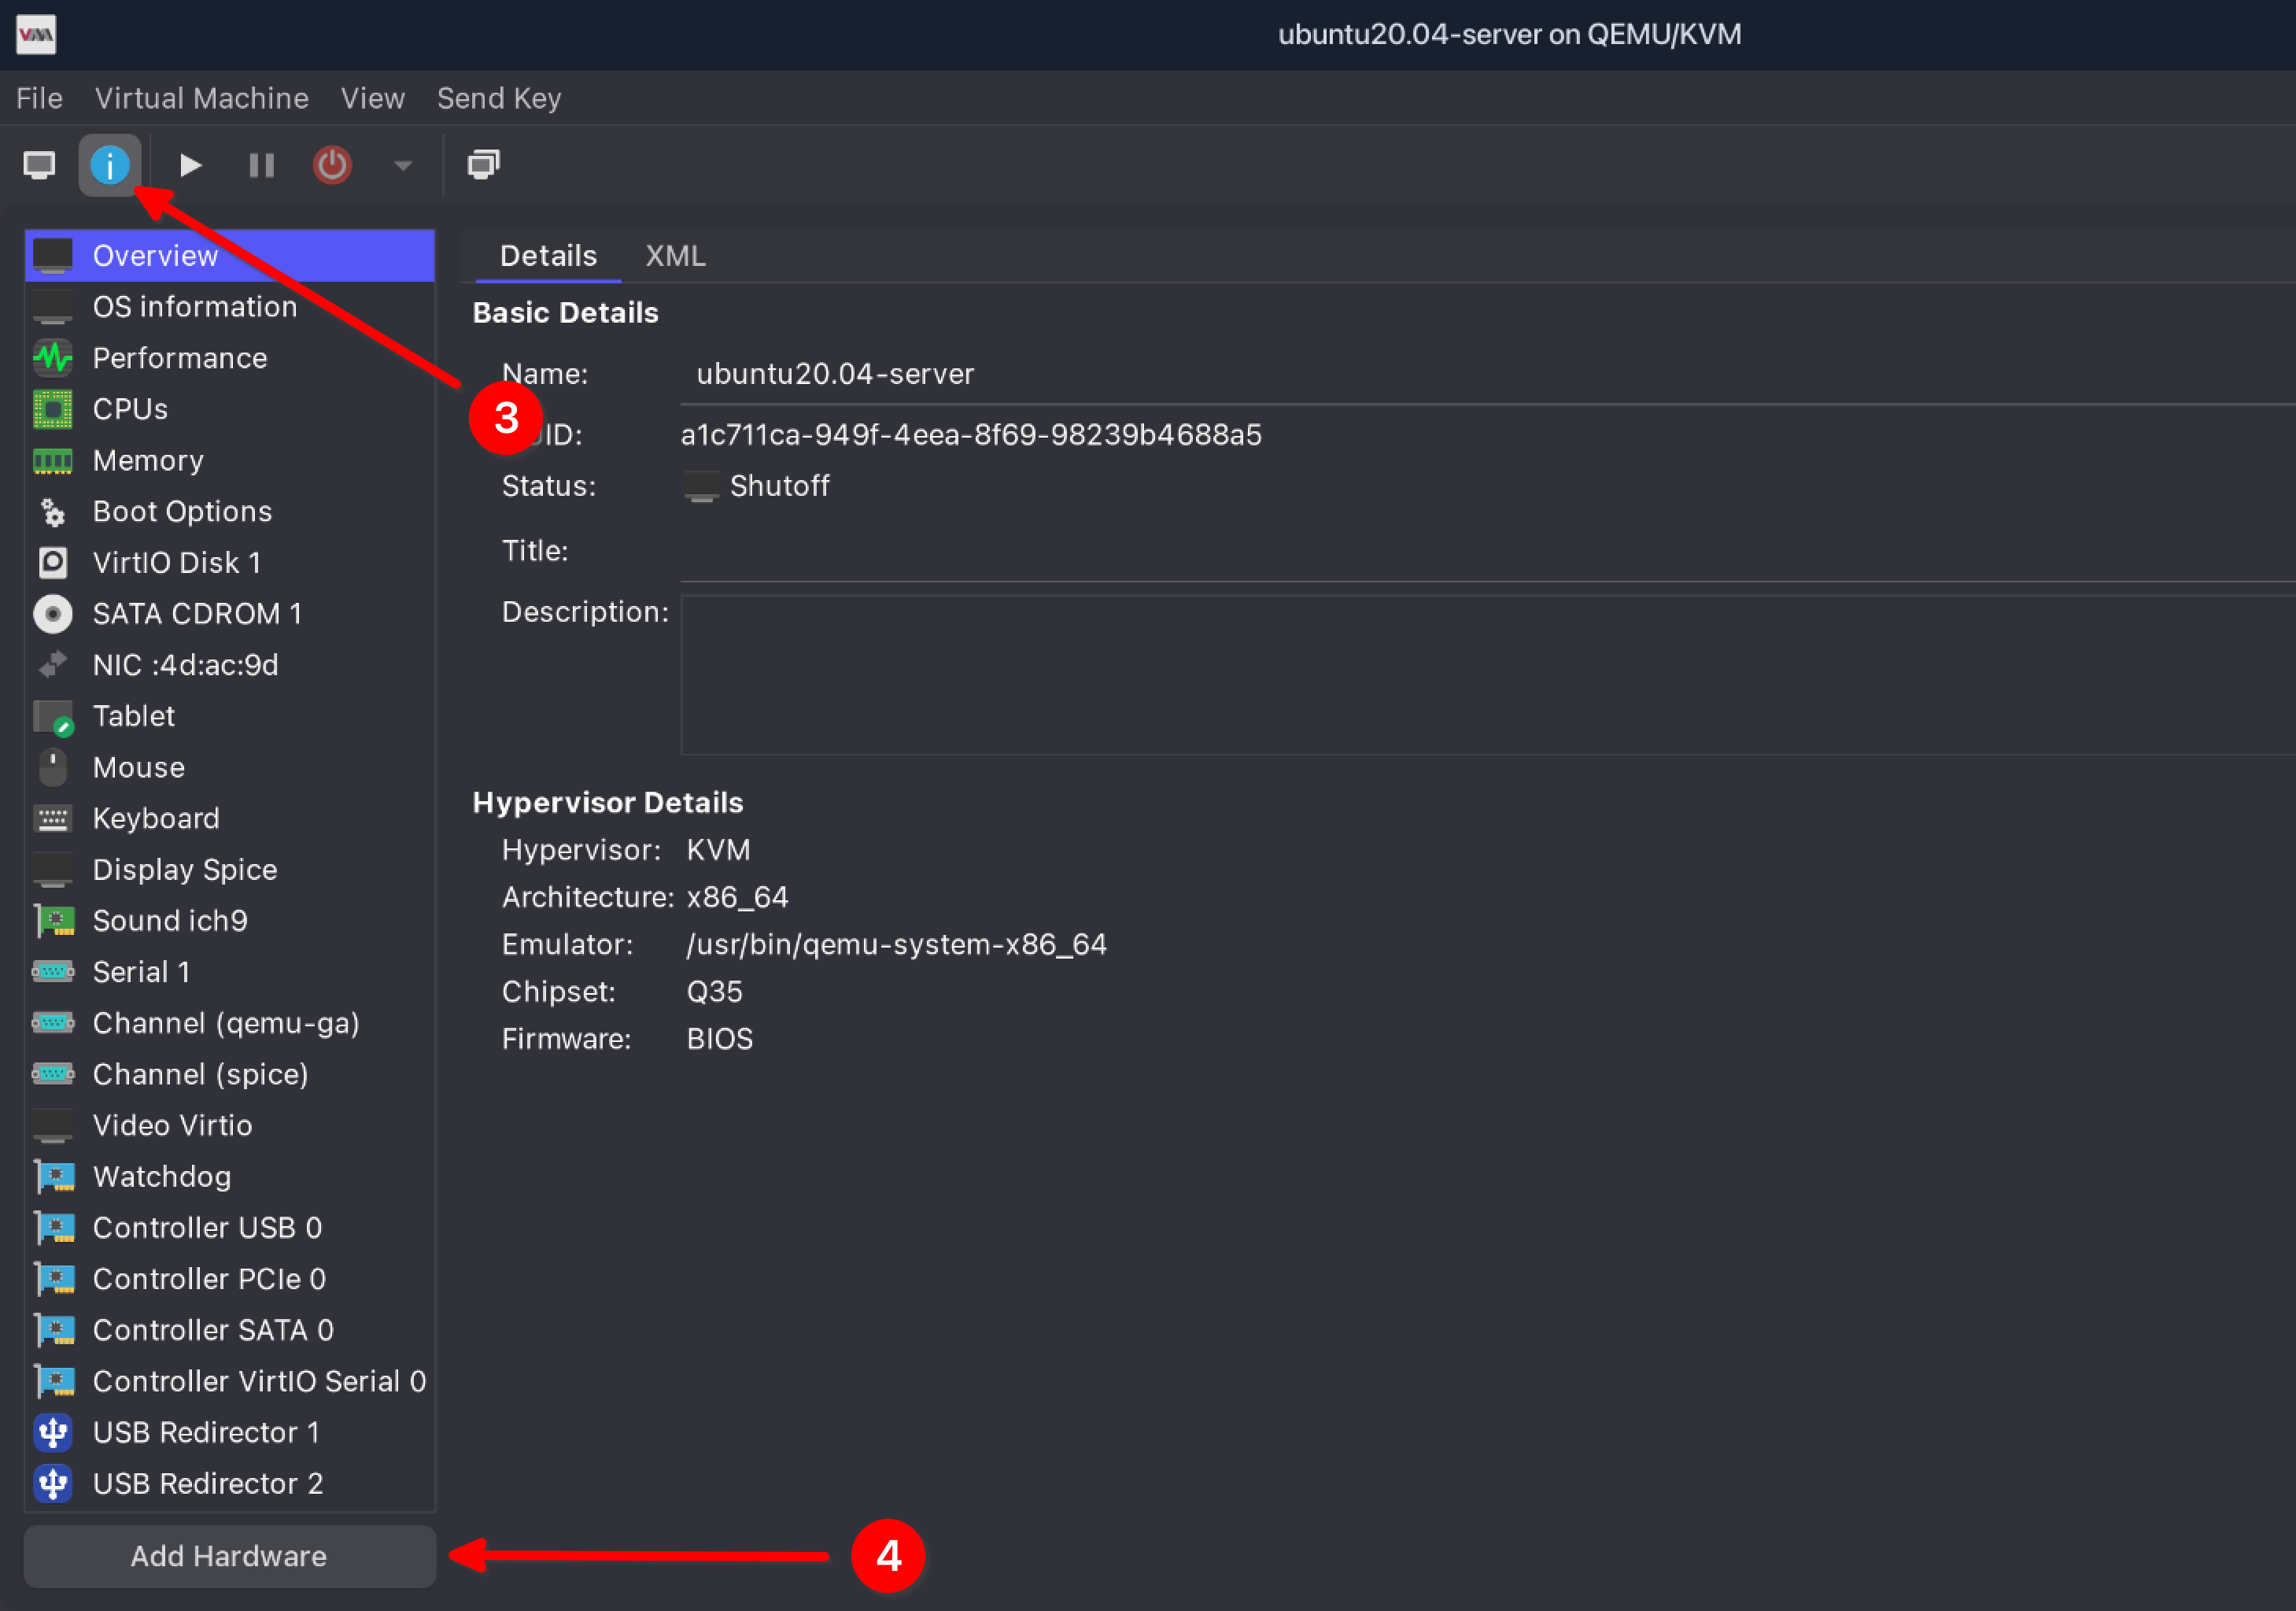 ubuntu20.04-server on QEMU/KVM
File Virtual Machine View Send Key
Overview
OS information
Performance
CPUs
Memory
Boot Options
VirtIO Disk 1
SATA CDROM 1
NIC :4d:ac:9d
Tablet
Mouse
Keyboard
Display Spice
Sound ich9
Serial 1
Channel (qemu-ga)
Channel (spice)
Video Virtio
Watchdog
Controller USB 0
Controller PCIe 0
Controller SATA 0
Controller VirtIO Serial 0
USB Redirector 1
USB Redirector 2
Add Hardware
4
Details XML
Basic Details
Name: ubuntu20.04-server
3
a1c711ca-949f-4eea-8f69-98239b4688a5
Status: Shutoff
Title:
Description:
Hypervisor Details
Hypervisor: KVM
Architecture: x86_64
Emulator: /usr/bin/qemu-system-x86_64
Chipset: Q35
Firmware: BIOS